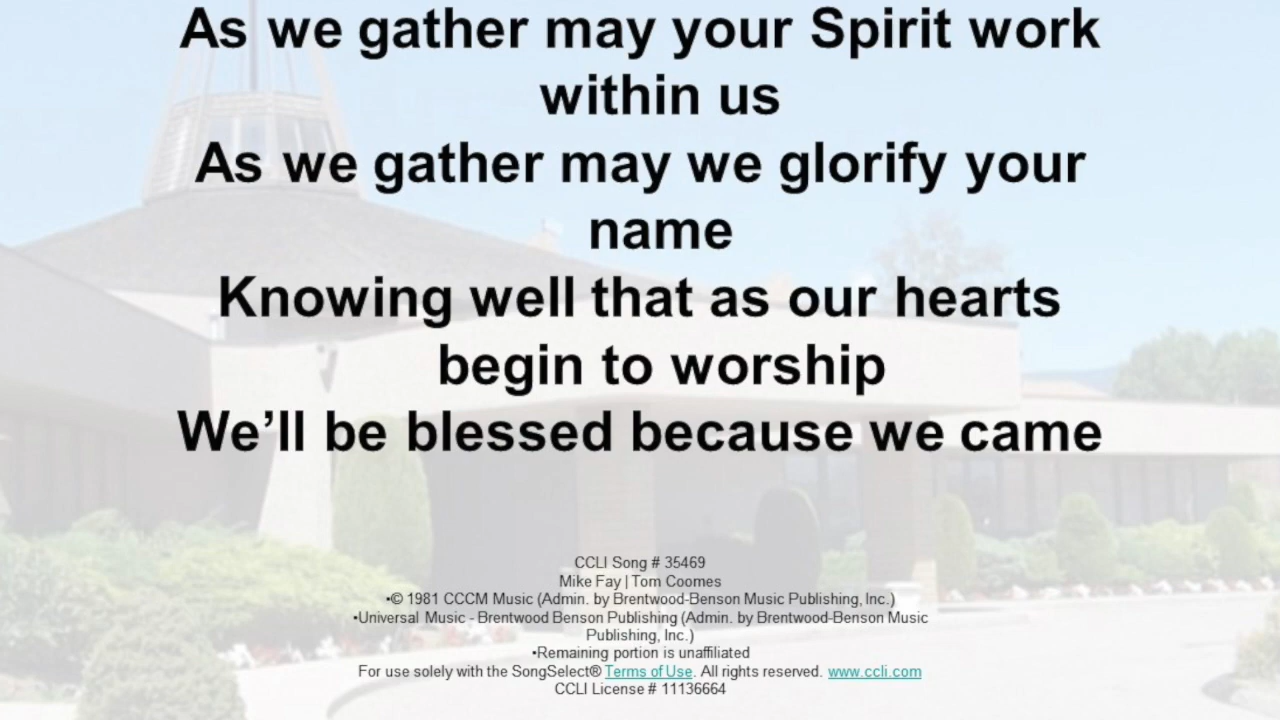 As we gather may your Spirit work
within us
As we gather may we glorify your
name
Knowing well that as our hearts
begin to worship
We’ll be blessed because we came
CCLI Song # 35469
Mike Fay | Tom Coomes
•© 1981 CCCM Music (Admin. by Brentwood-Benson Music Publishing, Inc.)
•Universal Music - Brentwood Benson Publishing (Admin. by Brentwood-Benson Music
Publishing, Inc.)
•Remaining portion is unaffiliated
For use solely with the SongSelect® Terms of Use. All rights reserved. www.ccli.com
CCLI License # 11136664